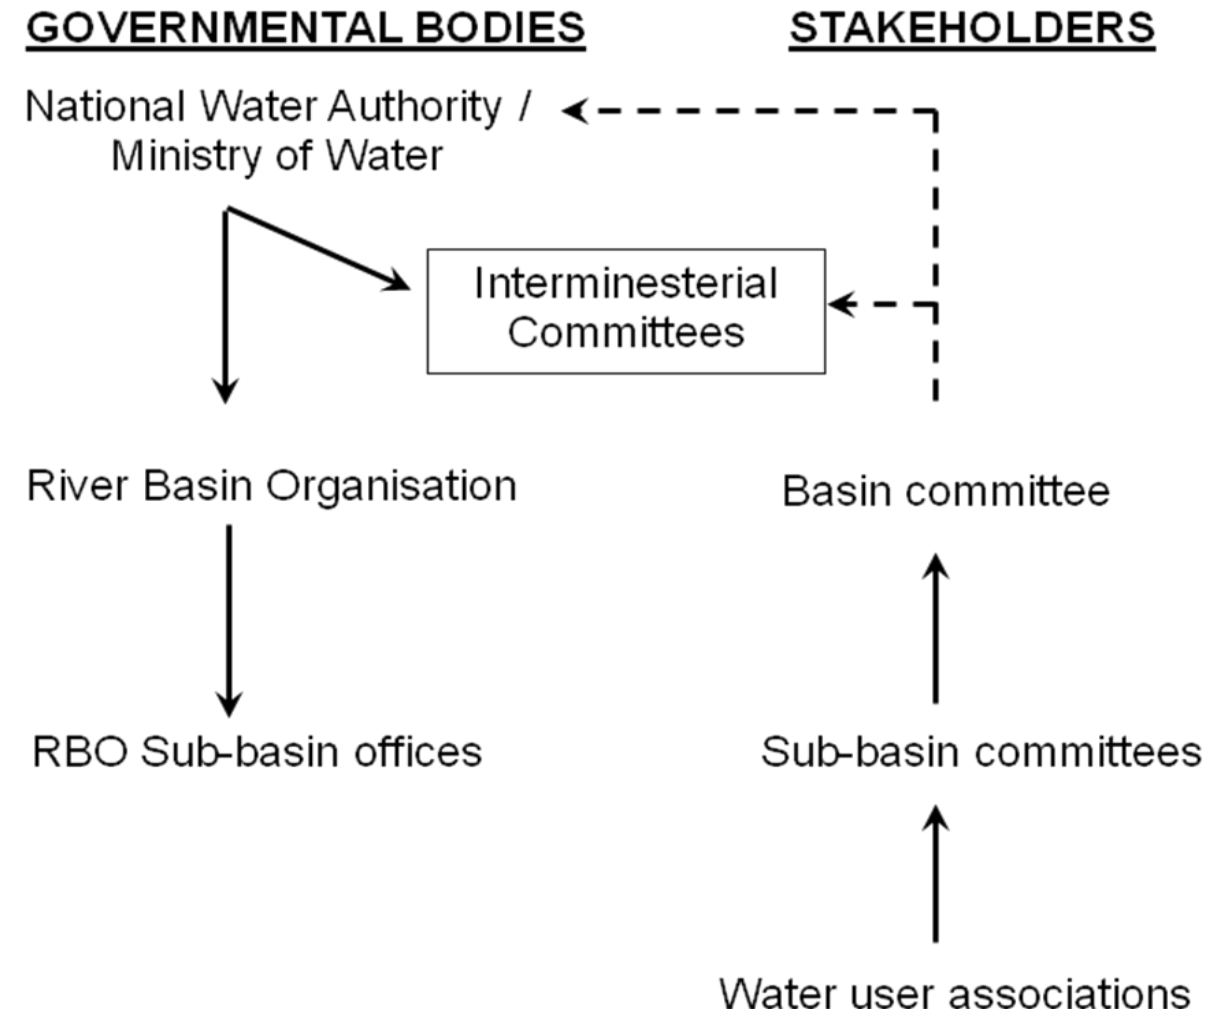 GOVERNMENTAL BODIES
STAKEHOLDERS
National Water Authority /
Ministry of Water
Interminesterial
Committees
River Basin Organisation
Basin committee
RBO Sub-basin offices
Sub-basin committees
Water user associations